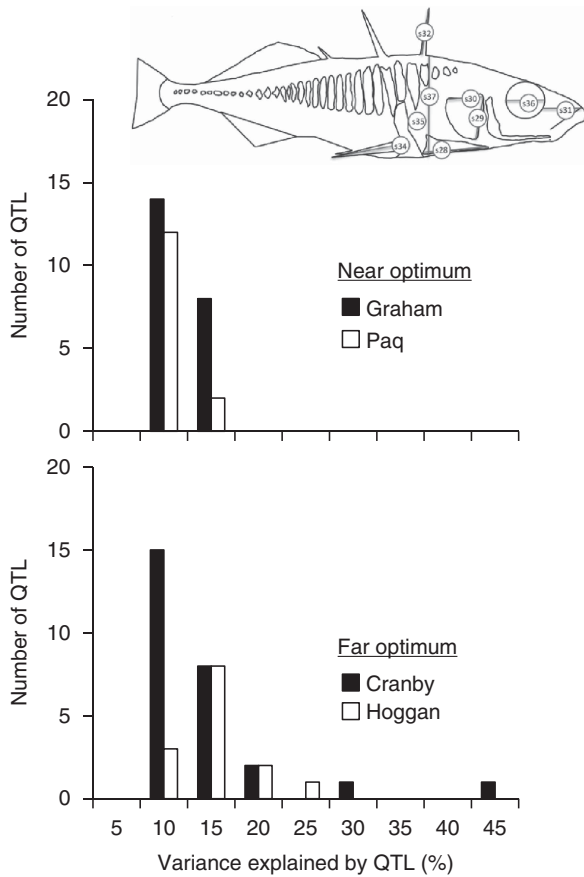 s32
s37
s30
s36
s31
s35
s29
s34
s28
20
15
10
5
0
Number of QTL
Near optimum
Graham
Paq
20
15
10
5
0
Number of QTL
Far optimum
Cranby
Hoggan
5 10 15 20 25 30 35 40 45
Variance explained by QTL (%)